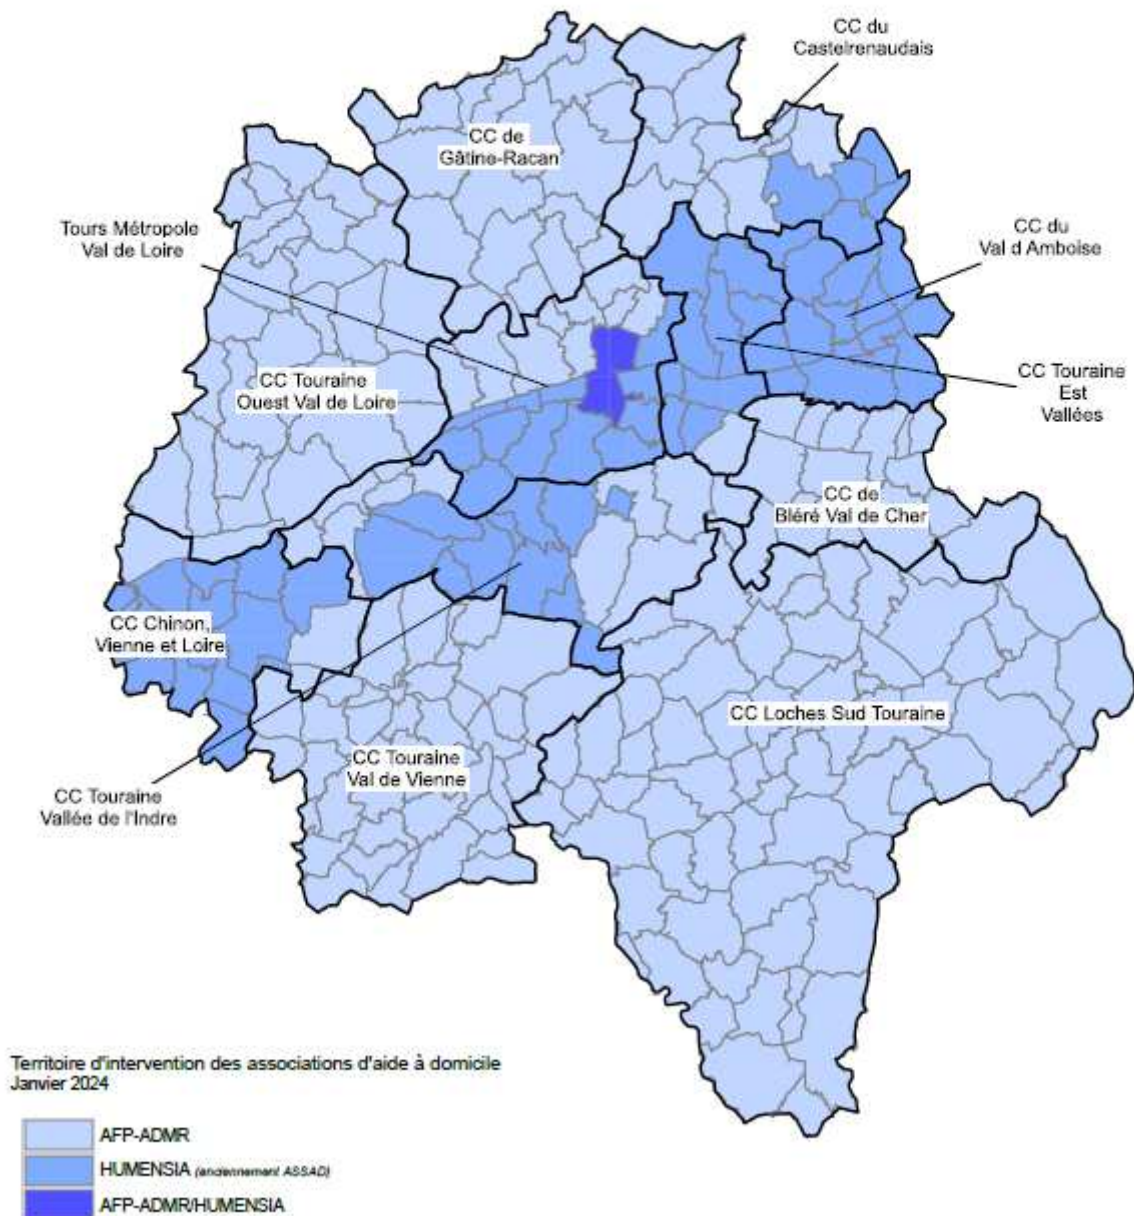 CC du
Castelrenaudais
CC de
Gâtine-Racan
Tours Métropole
Val de Loire
CC du
Val d Amboise
CC Touraine
Ouest Val de Loire
CC Touraine
Est
Vallées
CC de
Bléré Val de Cher
CC Chinon,
Vienne et Loire
CC Loches Sud Touraine
CC Touraine
Val de Vienne
CC Touraine
Vallée de l'Indre
Territoire d'intervention des associations d'aide à domicile
Janvier 2024
AFP-ADMR
HUMENSIA (anciennement ASSAD)
AFP-ADMR/HUMENSIA